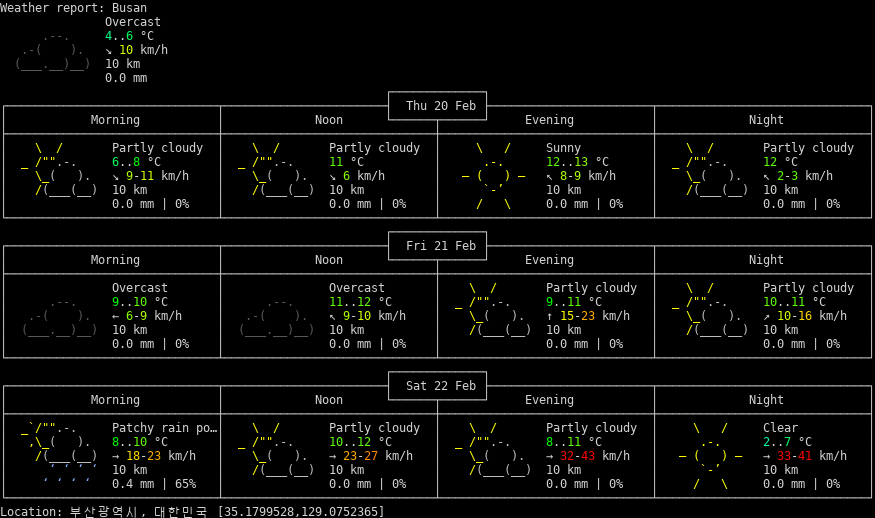 Weather report: Busan
Overcast
4..6 °C
↘ 10 km/h
10 km
0.0 mm
Thu 20 Feb
Morning Noon Evening Night
Partly cloudy Partly cloudy Sunny Partly cloudy
6..8 °C 11 °C 12..13 °C 12 °C
↘ 9-11 km/h ↘ 6 km/h ↖ 8-9 km/h ↖ 2-3 km/h
10 km 10 km 10 km 10 km
0.0 mm | 0% 0.0 mm | 0% 0.0 mm | 0% 0.0 mm | 0%
Fri 21 Feb
Morning Noon Evening Night
Overcast Overcast Partly cloudy Partly cloudy
9..10 °C 11..12 °C 9..11 °C 10..11 °C
← 6-9 km/h ↖ 9-10 km/h ↑ 15-23 km/h ↗ 10-16 km/h
10 km 10 km 10 km 10 km
0.0 mm | 0% 0.0 mm | 0% 0.0 mm | 0% 0.0 mm | 0%
Sat 22 Feb
Morning Noon Evening Night
Patchy rain po… Partly cloudy Partly cloudy Clear
8..10 °C 10..12 °C 8..11 °C 2..7 °C
→ 18-23 km/h → 23-27 km/h → 32-43 km/h → 33-41 km/h
10 km 10 km 10 km 10 km
0.4 mm | 65% 0.0 mm | 0% 0.0 mm | 0% 0.0 mm | 0%
Location: 부산광역시, 대한민국 [35.1799528,129.0752365]